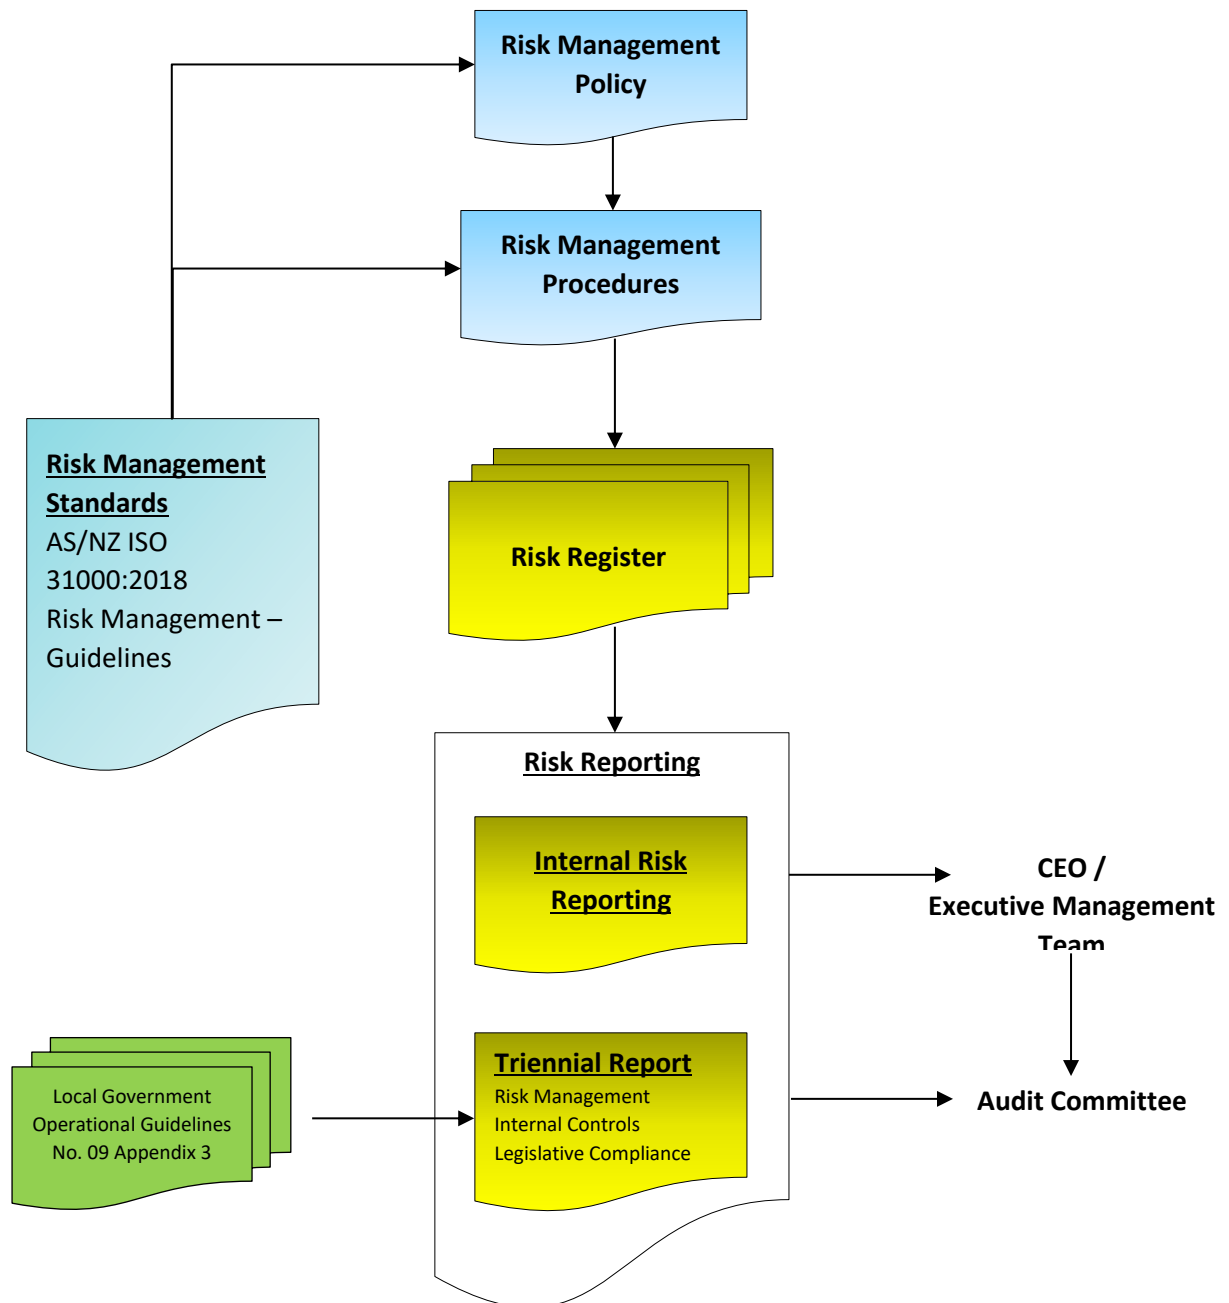 Risk Management
Policy
Risk Management
Procedures
Risk Management
Standards
AS/NZ ISO
31000:2018
Risk Management –
Guidelines
Risk Register
Risk Reporting
Internal Risk
Reporting
CEO /
Executive Management
Team
Triennial Report
Risk Management
Internal Controls
Legislative Compliance
Local Government
Operational Guidelines
No. 09 Appendix 3
Audit Committee